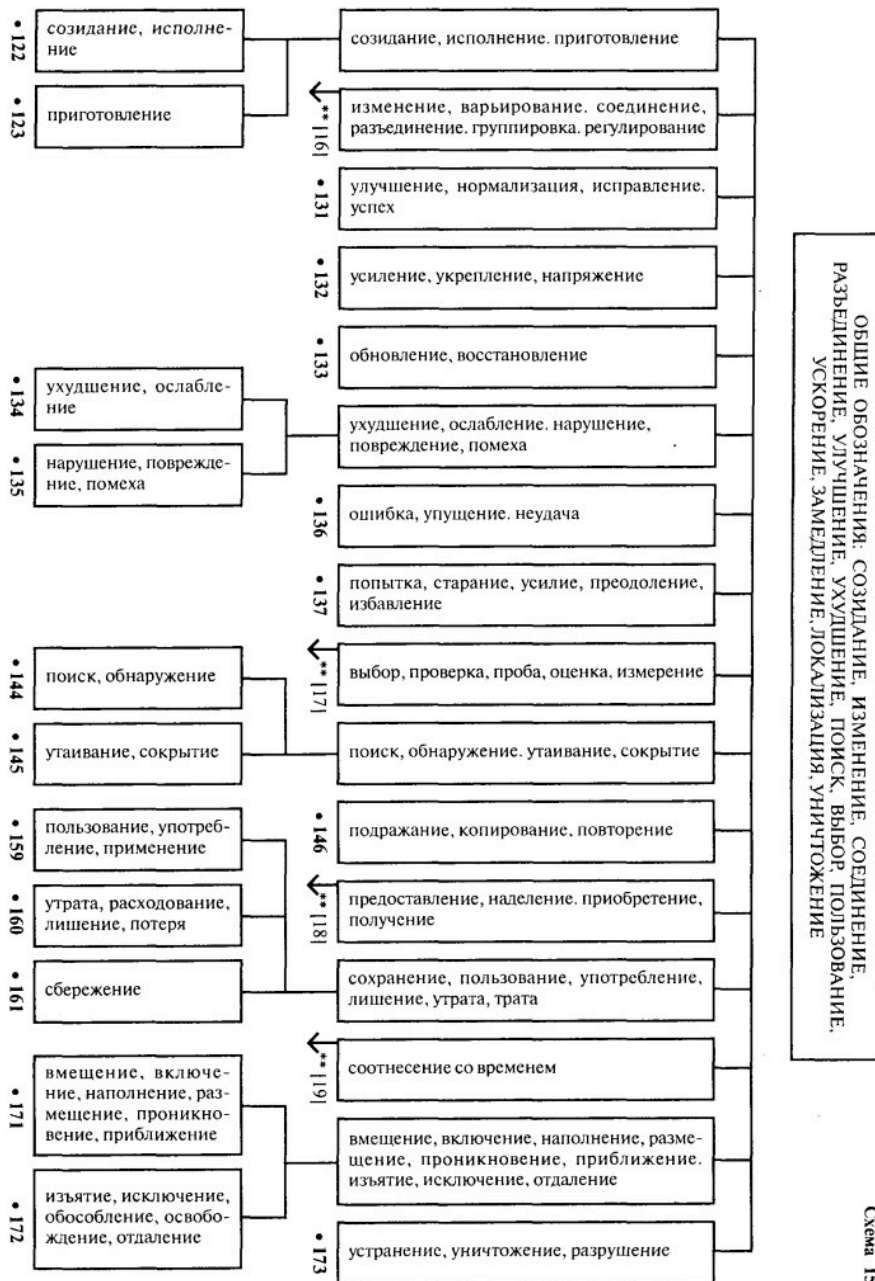 Схема 15
ОБЩИЕ ОБОЗНАЧЕНИЯ: СОЗИДАНИЕ, ИЗМЕНЕНИЕ, СОЕДИНЕНИЕ,
РАЗЪЕДИНЕНИЕ, УЛУЧШЕНИЕ, УХУДШЕНИЕ, ПОИСК, ВЫБОР, ПОЛЬЗОВАНИЕ,
УСКОРЕНИЕ, ЗАМЕДЛЕНИЕ, ЛОКАЛИЗАЦИЯ, УНИЧТОЖЕНИЕ
созидание, исполнение. приготовление
созидание, исполне-
ние
• 122
приготовление
• 123
изменение, варьирование. соединение,
разъединение. группировка. регулирование
** [16]
улучшение, нормализация, исправление.
успех
• 131
усиление, укрепление, напряжение
• 132
обновление, восстановление
• 133
ухудшение, ослабление. нарушение,
повреждение, помеха
ухудшение, ослабле-
ние
• 134
нарушение, поврежде-
ние, помеха
• 135
ошибка, упущение. неудача
• 136
попытка, старание, усилие, преодоление,
избавление
• 137
выбор, проверка, проба, оценка, измерение
** [17]
поиск, обнаружение. утаивание, сокрытие
поиск, обнаружение
• 144
утаивание, сокрытие
• 145
подражание, копирование, повторение
• 146
предоставление, наделение. приобретение,
получение
** [18]
сохранение, пользование, употребление,
лишение, утрата, трата
пользование, употреб-
ление, применение
• 159
утрата, расходование,
лишение, потеря
• 160
сбережение
• 161
соотнесение со временем
** [19]
вмещение, включение, наполнение, разме-
щение, проникновение, приближение.
изъятие, исключение, отдаление
вмещение, включе-
ние, наполнение, раз-
мещение, проникно-
вение, приближение
• 171
изъятие, исключение,
обособление, освобо-
ждение, отдаление
• 172
устранение, уничтожение, разрушение
• 173